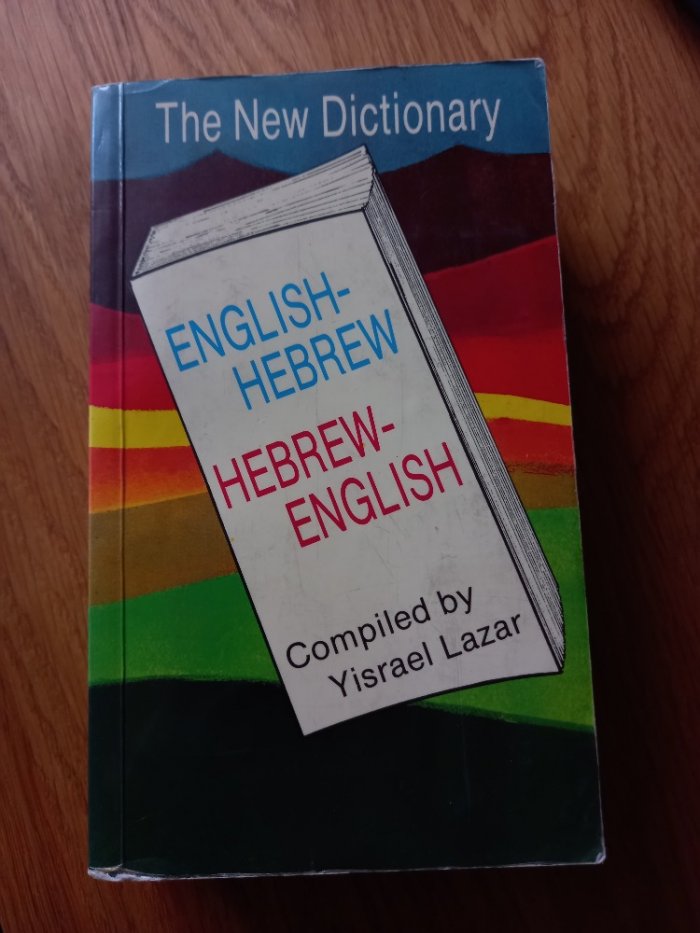 The New Dictionary
ENGLISH-
HEBREW
HEBREW-
ENGLISH
Compiled by
Yisrael Lazar